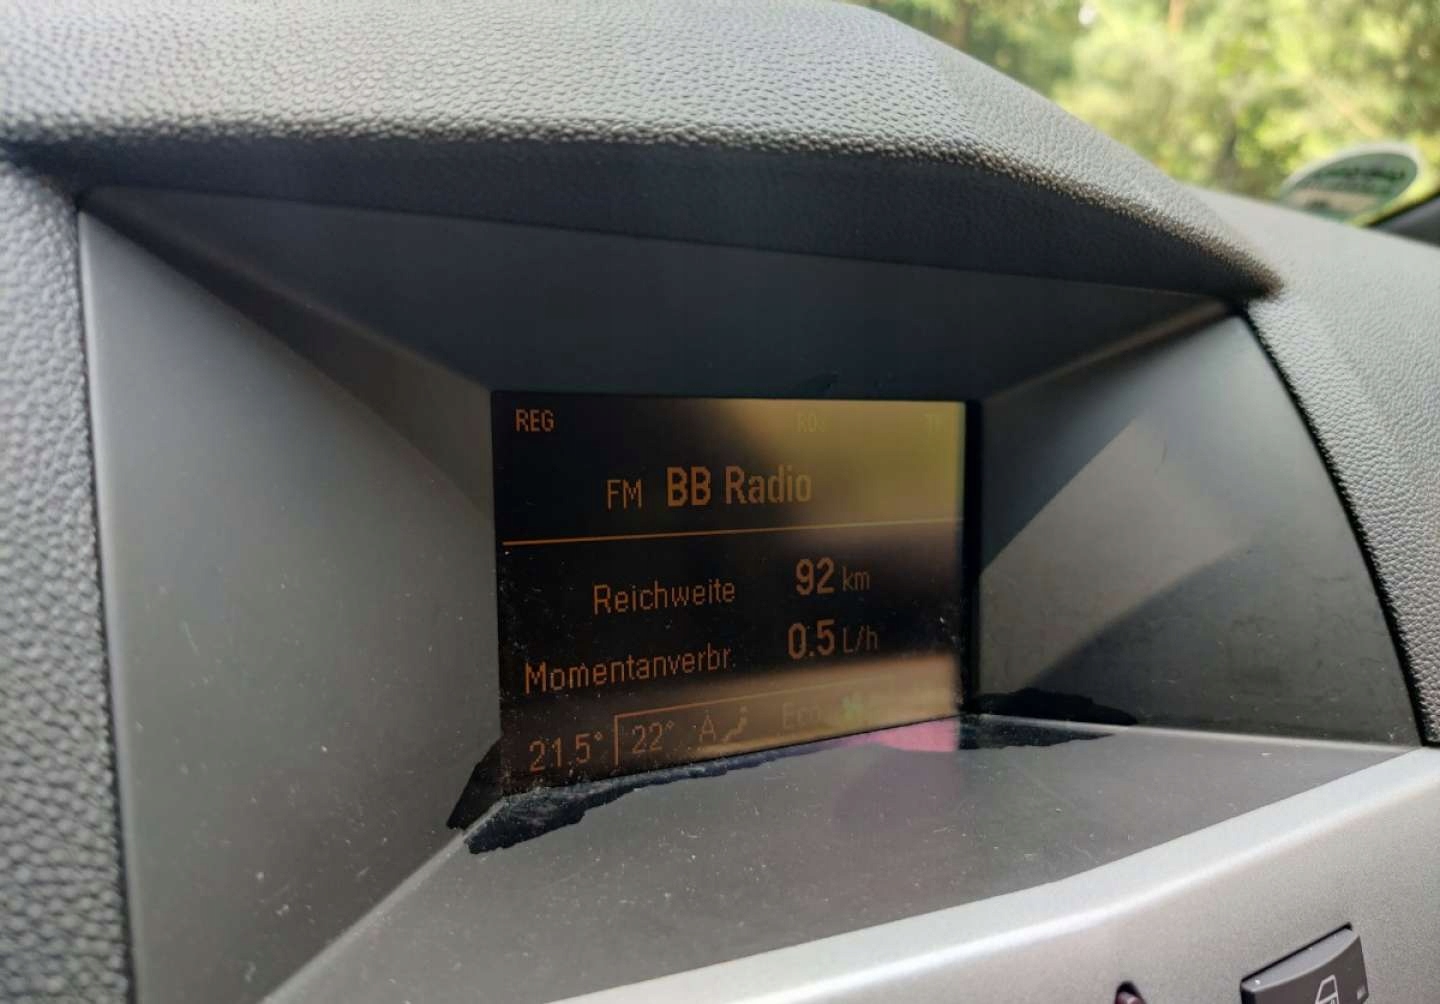 REG
FM BB Radio
Reichweite 92 km
Momentanverbr. 0.5 L/h
21.5° 22°